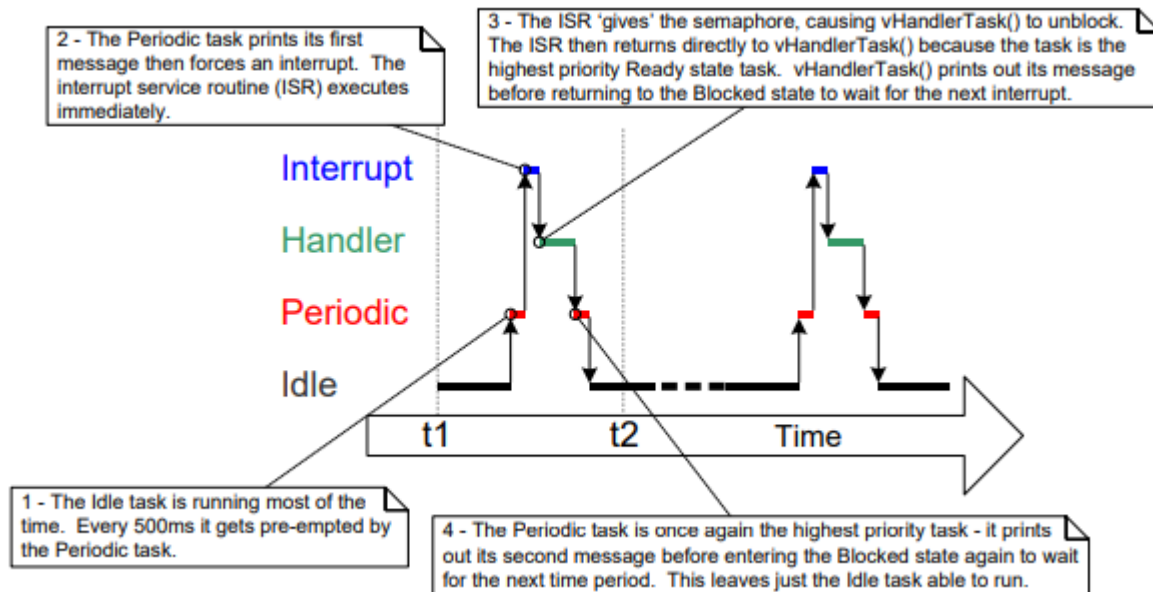 2 - The Periodic task prints its first
message then forces an interrupt. The
interrupt service routine (ISR) executes
immediately.
3 - The ISR ‘gives’ the semaphore, causing vHandlerTask() to unblock.
The ISR then returns directly to vHandlerTask() because the task is the
highest priority Ready state task. vHandlerTask() prints out its message
before returning to the Blocked state to wait for the next interrupt.
Interrupt
Handler
Periodic
Idle
t1
t2
Time
1 - The Idle task is running most of the
time. Every 500ms it gets pre-empted by
the Periodic task.
4 - The Periodic task is once again the highest priority task - it prints
out its second message before entering the Blocked state again to wait
for the next time period. This leaves just the Idle task able to run.